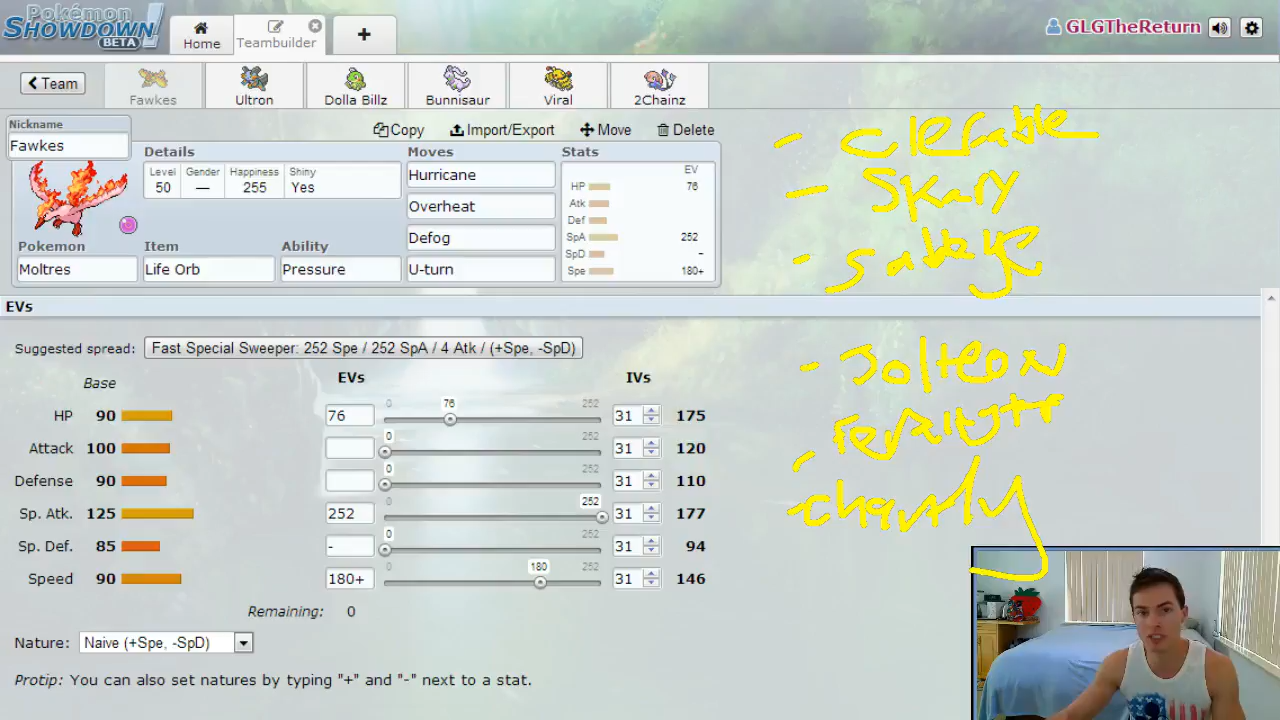 Pokémon
SHOWDOWN!
BETA
Home
Teambuilder
+
GLGTheReturn
Team
Fawkes
Ultron
Dolla Billz
Bunnisaur
Viral
2Chainz
Copy
Import/Export
Move
Delete
Nickname
Fawkes
Details
Level
50
Gender
—
Happiness
255
Shiny
Yes
Pokemon
Moltres
Item
Life Orb
Ability
Pressure
Moves
Hurricane
Overheat
Defog
U-turn
Stats
EV
HP 76
Atk
Def
SpA 252
SpD -
Spe 180+
- Clefable
- Skarry
- Sableye
- Jolteon
- feraligatr
- charly
EVs
Suggested spread: Fast Special Sweeper: 252 Spe / 252 SpA / 4 Atk / (+Spe, -SpD)
Base EVs IVs
HP 90 76 0 76 252 31 175
Attack 100 0 252 31 120
Defense 90 0 252 31 110
Sp. Atk. 125 252 0 252 31 177
Sp. Def. 85 - 0 252 31 94
Speed 90 180+ 0 180 252 31 146
Remaining: 0
Nature: Naive (+Spe, -SpD)
Protip: You can also set natures by typing "+" and "-" next to a stat.